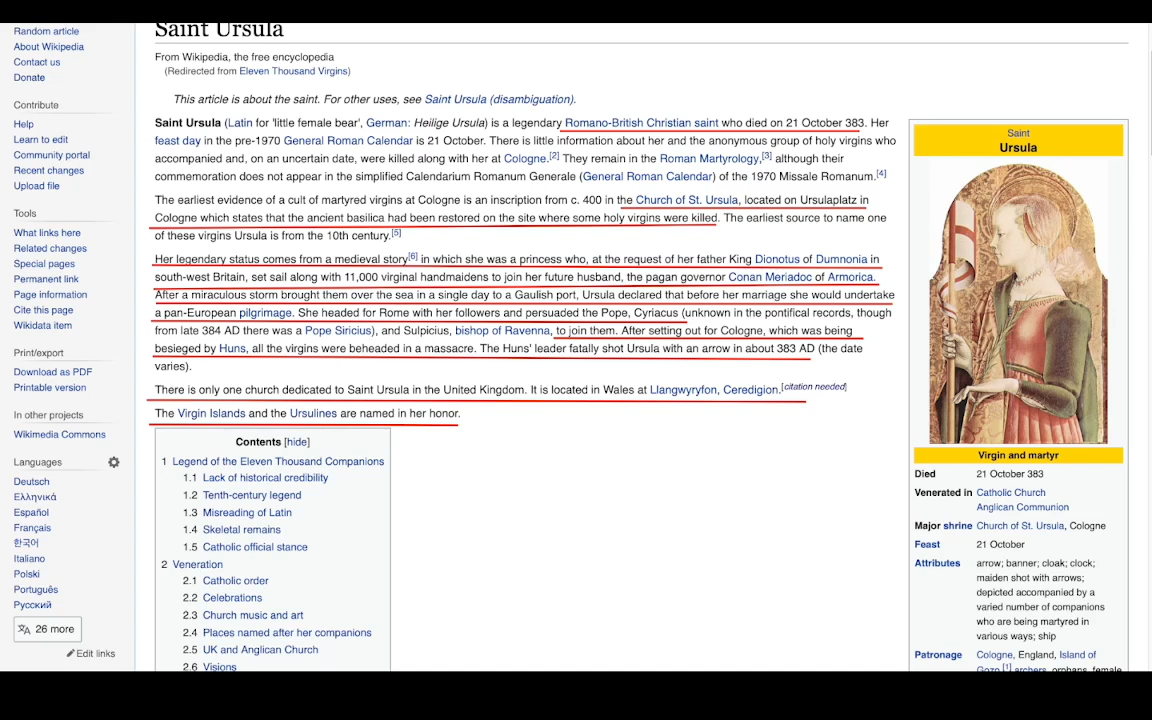 Random article
About Wikipedia
Contact us
Donate
Contribute
Help
Learn to edit
Community portal
Recent changes
Upload file
Tools
What links here
Related changes
Special pages
Permanent link
Page information
Cite this page
Wikidata item
Print/export
Download as PDF
Printable version
In other projects
Wikimedia Commons
Languages
Deutsch
Ελληνικά
Español
Français
한국어
Italiano
Polski
Português
Русский
26 more
Edit links
Saint Ursula
From Wikipedia, the free encyclopedia
(Redirected from Eleven Thousand Virgins)
This article is about the saint. For other uses, see Saint Ursula (disambiguation).
Saint Ursula (Latin for 'little female bear', German: Heilige Ursula) is a legendary Romano-British Christian saint who died on 21 October 383. Her
feast day in the pre-1970 General Roman Calendar is 21 October. There is little information about her and the anonymous group of holy virgins who
accompanied and, on an uncertain date, were killed along with her at Cologne.[2] They remain in the Roman Martyrology,[3] although their
commemoration does not appear in the simplified Calendarium Romanum Generale (General Roman Calendar) of the 1970 Missale Romanum.[4]
The earliest evidence of a cult of martyred virgins at Cologne is an inscription from c. 400 in the Church of St. Ursula, located on Ursulaplatz in
Cologne which states that the ancient basilica had been restored on the site where some holy virgins were killed. The earliest source to name one
of these virgins Ursula is from the 10th century.[5]
Her legendary status comes from a medieval story[6] in which she was a princess who, at the request of her father King Dionotus of Dumnonia in
south-west Britain, set sail along with 11,000 virginal handmaidens to join her future husband, the pagan governor Conan Meriadoc of Armorica.
After a miraculous storm brought them over the sea in a single day to a Gaulish port, Ursula declared that before her marriage she would undertake
a pan-European pilgrimage. She headed for Rome with her followers and persuaded the Pope, Cyriacus (unknown in the pontifical records, though
from late 384 AD there was a Pope Siricius), and Sulpicius, bishop of Ravenna, to join them. After setting out for Cologne, which was being
besieged by Huns, all the virgins were beheaded in a massacre. The Huns' leader fatally shot Ursula with an arrow in about 383 AD (the date
varies).
There is only one church dedicated to Saint Ursula in the United Kingdom. It is located in Wales at Llangwyryfon, Ceredigion.[citation needed]
The Virgin Islands and the Ursulines are named in her honor.
Contents [hide]
1 Legend of the Eleven Thousand Companions
1.1 Lack of historical credibility
1.2 Tenth-century legend
1.3 Misreading of Latin
1.4 Skeletal remains
1.5 Catholic official stance
2 Veneration
2.1 Catholic order
2.2 Celebrations
2.3 Church music and art
2.4 Places named after her companions
2.5 UK and Anglican Church
2.6 Visions
Saint
Ursula
Virgin and martyr
Died 21 October 383
Venerated in Catholic Church
Anglican Communion
Major shrine Church of St. Ursula, Cologne
Feast 21 October
Attributes arrow; banner; cloak; clock;
maiden shot with arrows;
depicted accompanied by a
varied number of companions
who are being martyred in
various ways; ship
Patronage Cologne, England, Island of
Gozo,[1] archers, orphans, female